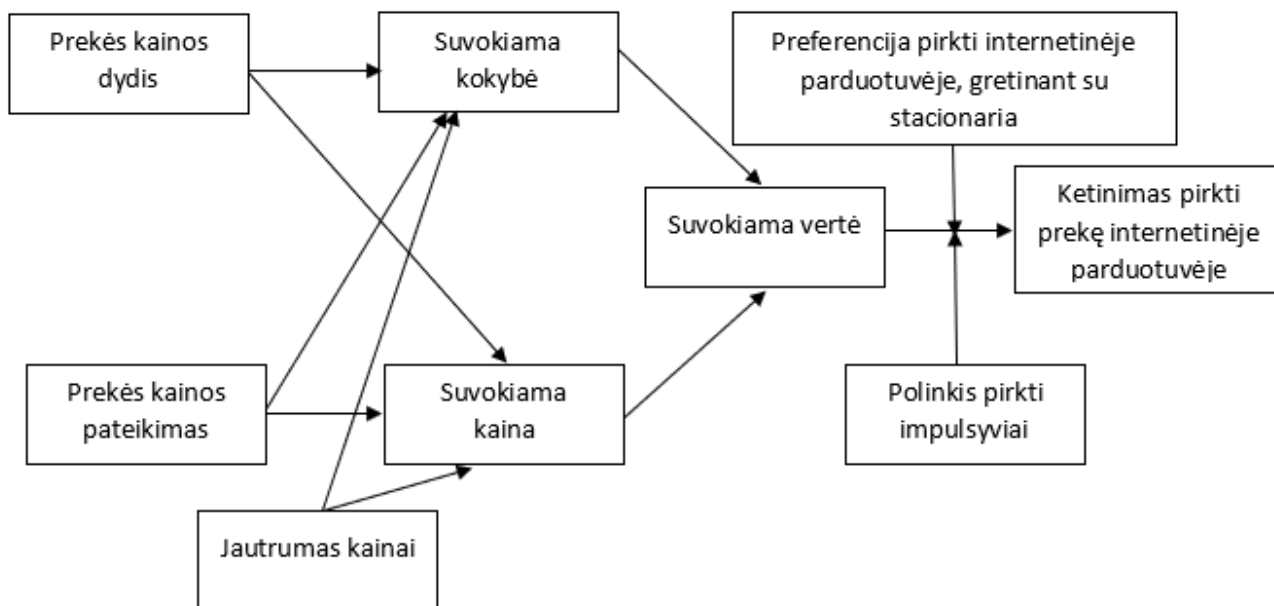 Prekės kainos
dydis
Suvokiama
kokybė
Preferencija pirkti internetinėje
parduotuvėje, gretinant su
stacionaria
Suvokiama vertė
Ketinimas pirkti
prekę internetinėje
parduotuvėje
Prekės kainos
pateikimas
Suvokiama
kaina
Polinkis pirkti
impulsyviai
Jautrumas kainai